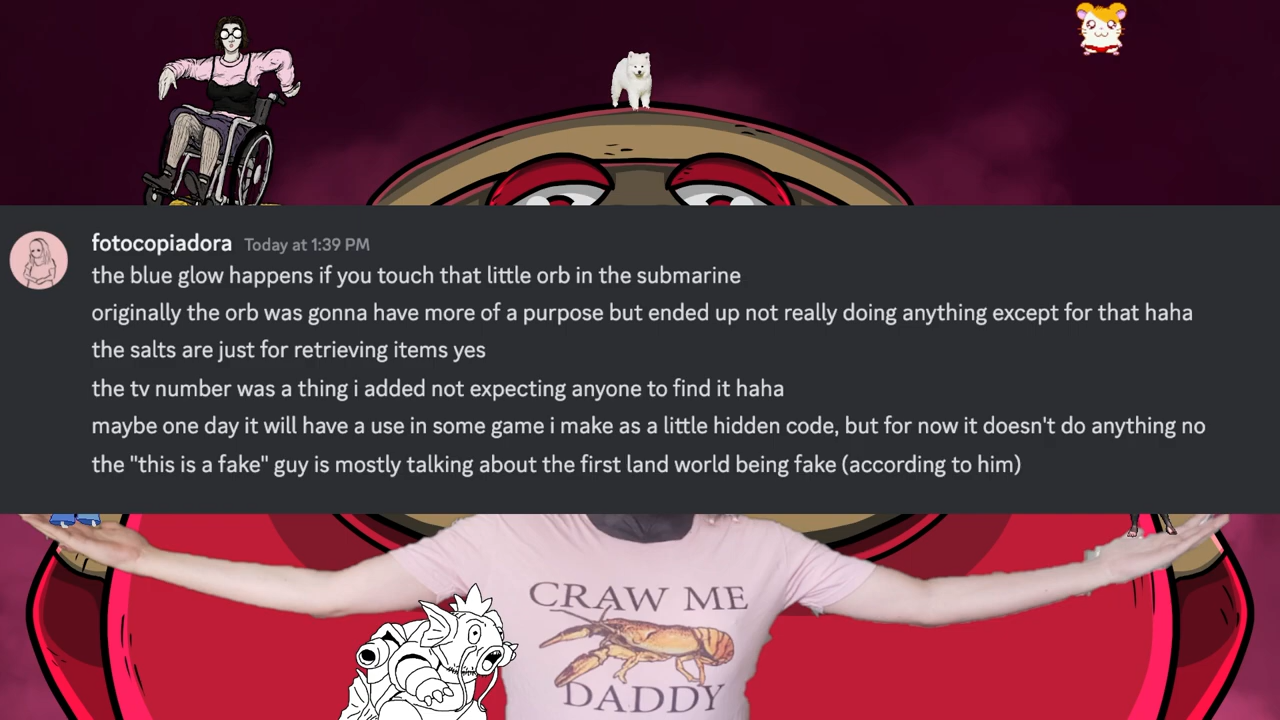 fotocopiadora Today at 1:39 PM
the blue glow happens if you touch that little orb in the submarine
originally the orb was gonna have more of a purpose but ended up not really doing anything except for that haha
the salts are just for retrieving items yes
the tv number was a thing i added not expecting anyone to find it haha
maybe one day it will have a use in some game i make as a little hidden code, but for now it doesn't do anything no
the "this is a fake" guy is mostly talking about the first land world being fake (according to him)
CRAW ME
DADDY